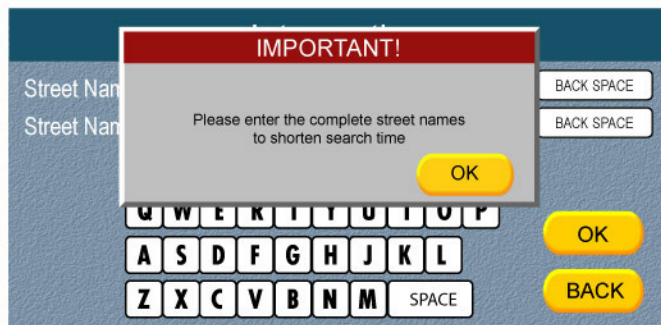 IMPORTANT!
Street Nam
BACK SPACE
Please enter the complete street names
Street Nam
BACK SPACE
to shorten search time
OK
Q W E R T Y U I O P
OK
A S D F G H J K L
Z X C V B N M SPACE
BACK